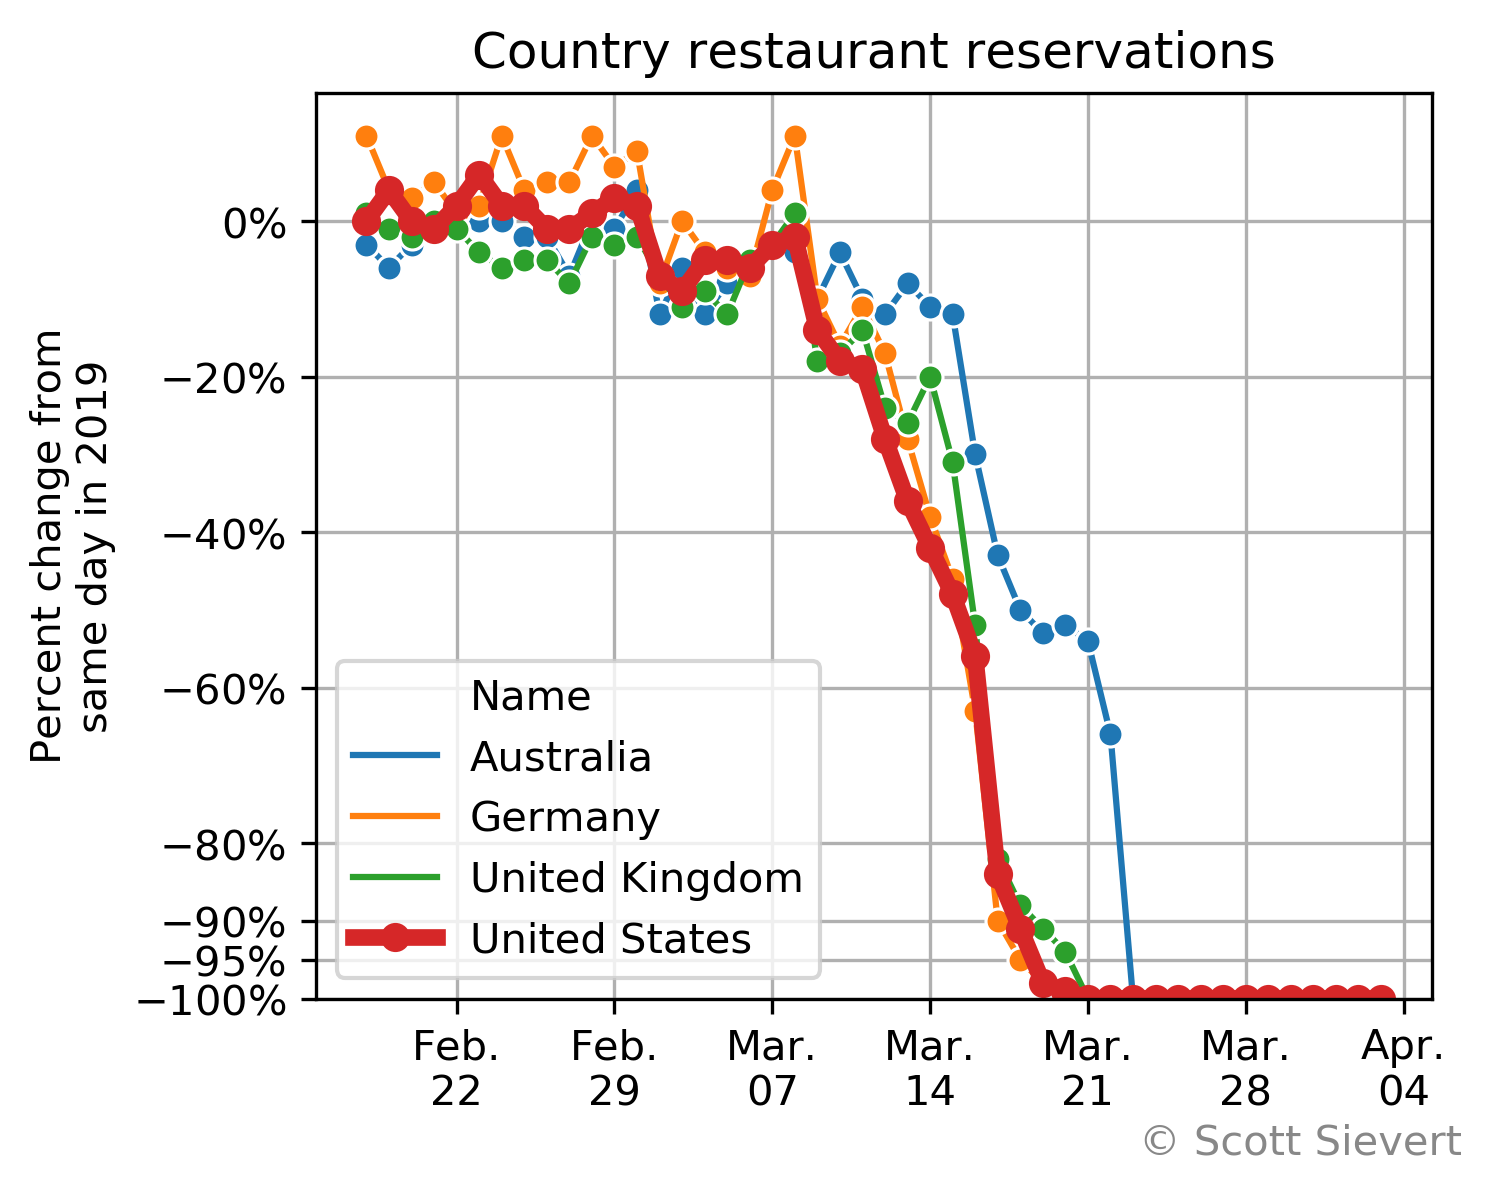 Country restaurant reservations
Percent change from
same day in 2019
0%
−20%
−40%
−60%
−80%
−90%
−95%
−100%
Name
Australia
Germany
United Kingdom
United States
Feb. Feb. Mar. Mar. Mar. Mar. Apr.
22 29 07 14 21 28 04
© Scott Sievert